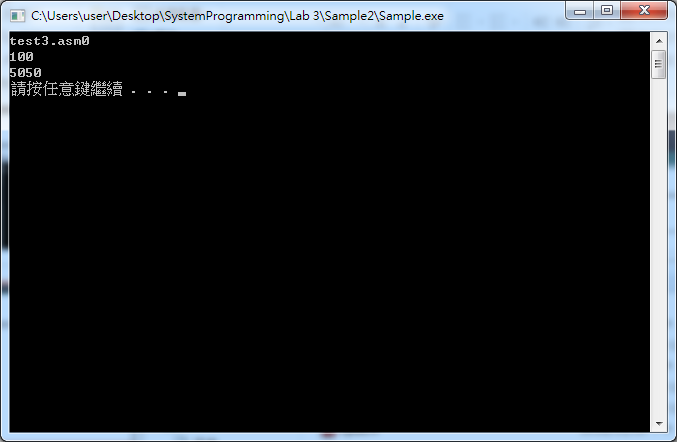 C:\Users\user\Desktop\SystemProgramming\Lab 3\Sample2\Sample.exe
test3.asm0
100
5050
請按任意鍵繼續 . . .